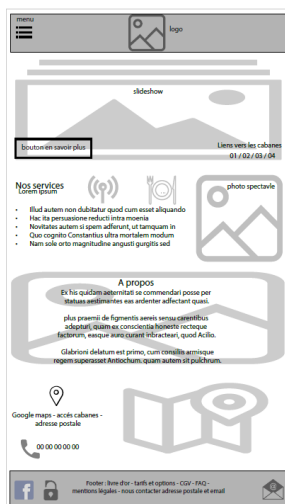 menu
logo
slideshow
bouton en savoir plus
Liens vers les cabanes
01 / 02 / 03 / 04
Nos services
Lorem ipsum
photo spectavle
• Illud autem non dubitatur quod cum esset aliquando
• Hac ita persuasione reducti intra moenia
• Novitates autem si spem adferunt, ut tamquam in
• Quo cognito Constantius ultra mortalem modum
• Nam sole orto magnitudine angusti gurgitis sed
A propos
Ex his quidam aeternitati se commendari posse per
statuas aestimantes eas ardenter affectant quasi.
plus praemii de figmentis aereis sensu carentibus
adepturi, quam ex conscientia honeste recteque
factorum, easque auro curant inbracteari, quod Acilio.
Glabrioni delatum est primo, cum consiliis armisque
regem superasset Antiochum. quam autem sit pulchrum.
Google maps - accés cabanes -
adresse postale
00 00 00 00 00
Footer : livre d'or - tarifs et options - CGV - FAQ -
mentions légales - nous contacter adresse postale et email
f
@